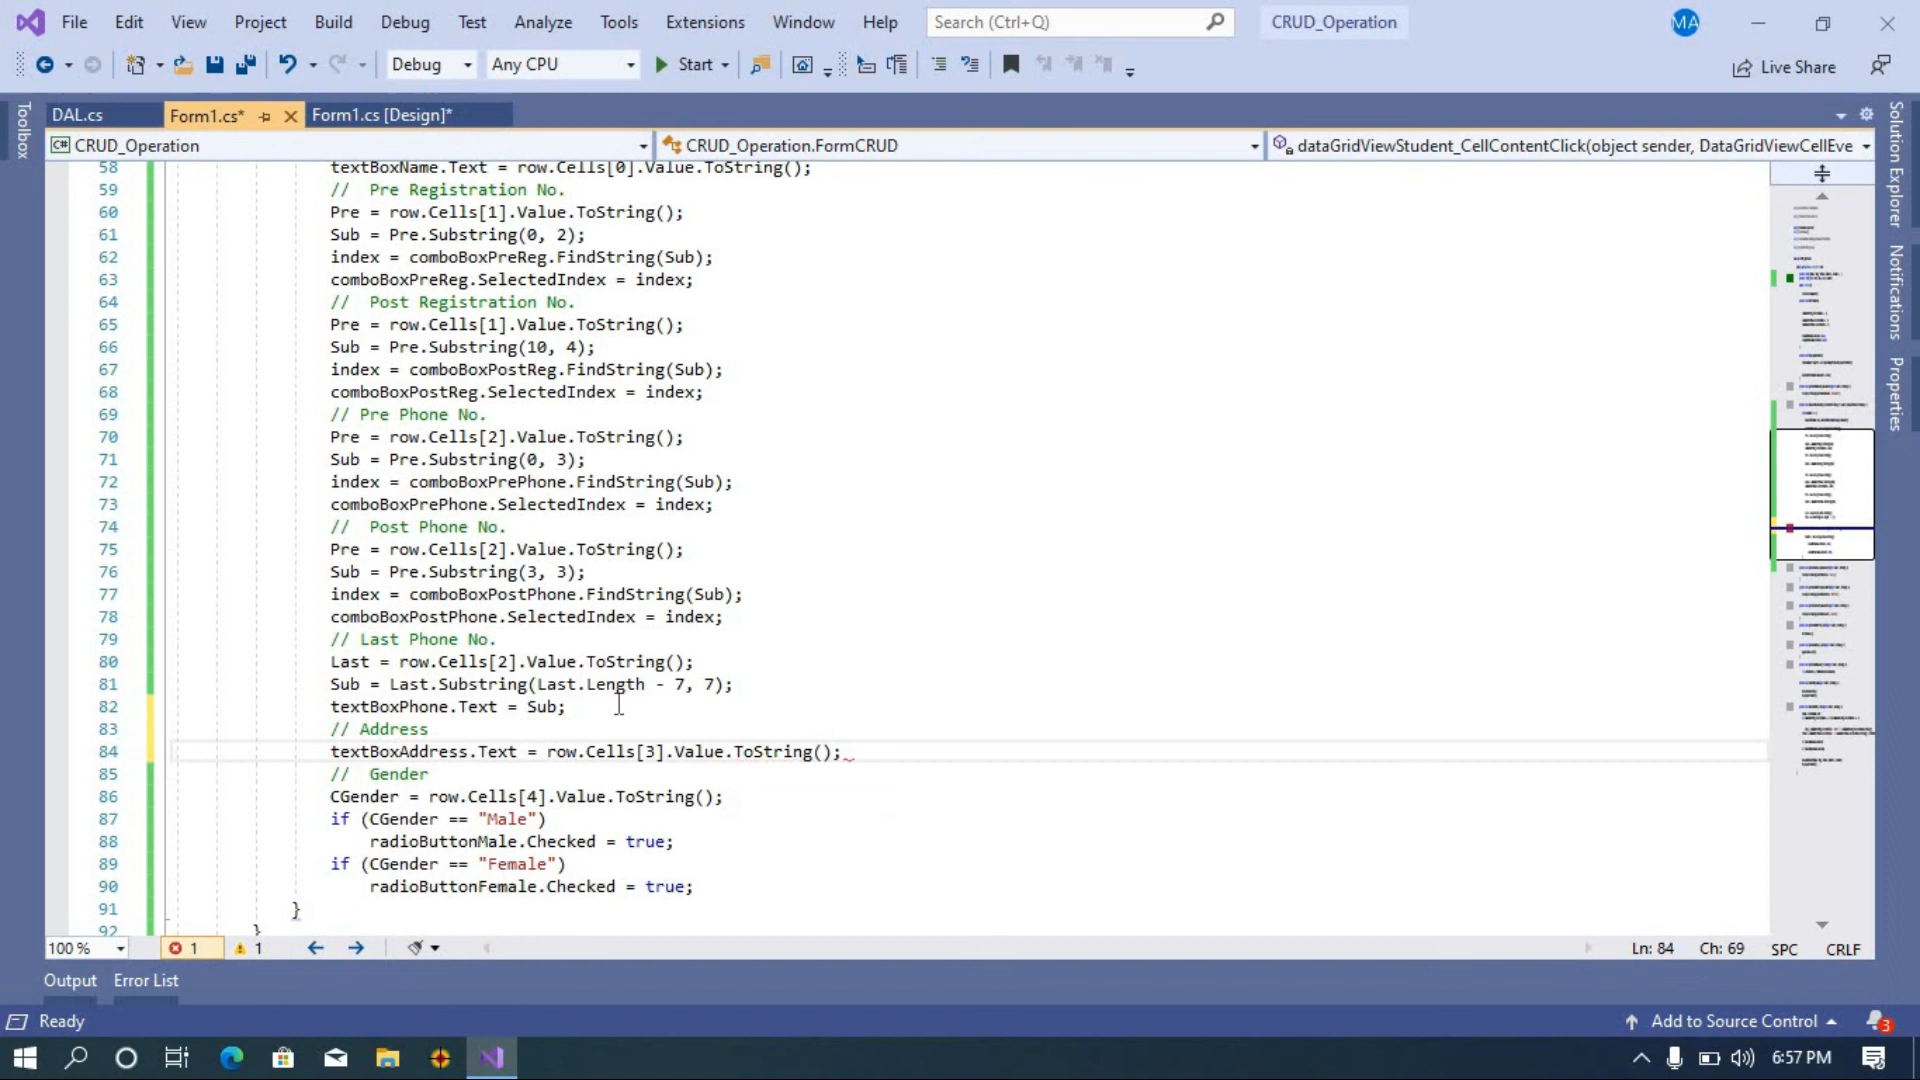 File Edit View Project Build Debug Test Analyze Tools Extensions Window Help Search (Ctrl+Q) CRUD_Operation MA
Debug Any CPU Start Live Share
DAL.cs Form1.cs* Form1.cs [Design]*
C# CRUD_Operation CRUD_Operation.FormCRUD dataGridViewStudent_CellContentClick(object sender, DataGridViewCellEve
Toolbox
Solution Explorer
Notifications
Properties
58 textBoxName.Text = row.Cells[0].Value.ToString();
59 //  Pre Registration No.
60 Pre = row.Cells[1].Value.ToString();
61 Sub = Pre.Substring(0, 2);
62 index = comboBoxPreReg.FindString(Sub);
63 comboBoxPreReg.SelectedIndex = index;
64 //  Post Registration No.
65 Pre = row.Cells[1].Value.ToString();
66 Sub = Pre.Substring(10, 4);
67 index = comboBoxPostReg.FindString(Sub);
68 comboBoxPostReg.SelectedIndex = index;
69 // Pre Phone No.
70 Pre = row.Cells[2].Value.ToString();
71 Sub = Pre.Substring(0, 3);
72 index = comboBoxPrePhone.FindString(Sub);
73 comboBoxPrePhone.SelectedIndex = index;
74 //  Post Phone No.
75 Pre = row.Cells[2].Value.ToString();
76 Sub = Pre.Substring(3, 3);
77 index = comboBoxPostPhone.FindString(Sub);
78 comboBoxPostPhone.SelectedIndex = index;
79 // Last Phone No.
80 Last = row.Cells[2].Value.ToString();
81 Sub = Last.Substring(Last.Length - 7, 7);
82 textBoxPhone.Text = Sub;
83 // Address
84 textBoxAddress.Text = row.Cells[3].Value.ToString();
85 //  Gender
86 CGender = row.Cells[4].Value.ToString();
87 if (CGender == "Male")
88 radioButtonMale.Checked = true;
89 if (CGender == "Female")
90 radioButtonFemale.Checked = true;
91 }
92 }
100 % 1 1 Ln: 84 Ch: 69 SPC CRLF
Output Error List
Ready Add to Source Control 3
6:57 PM